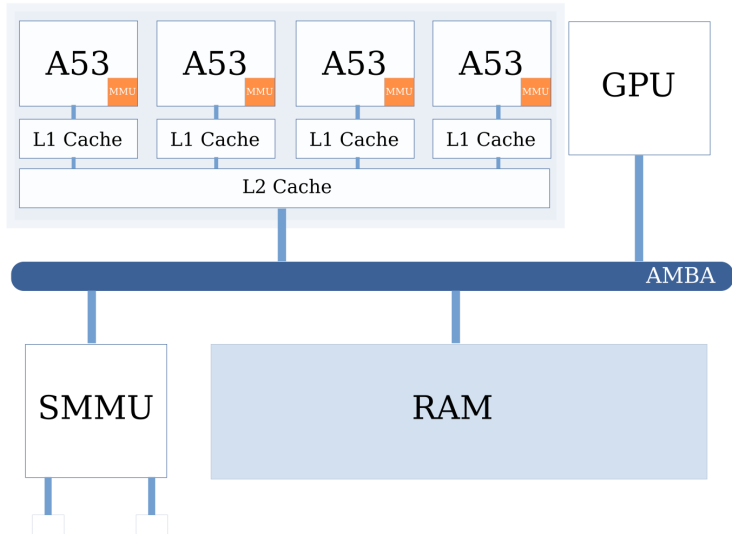 A53 A53 A53 A53
MMU MMU MMU MMU
GPU
L1 Cache L1 Cache L1 Cache L1 Cache
L2 Cache
AMBA
SMMU
RAM